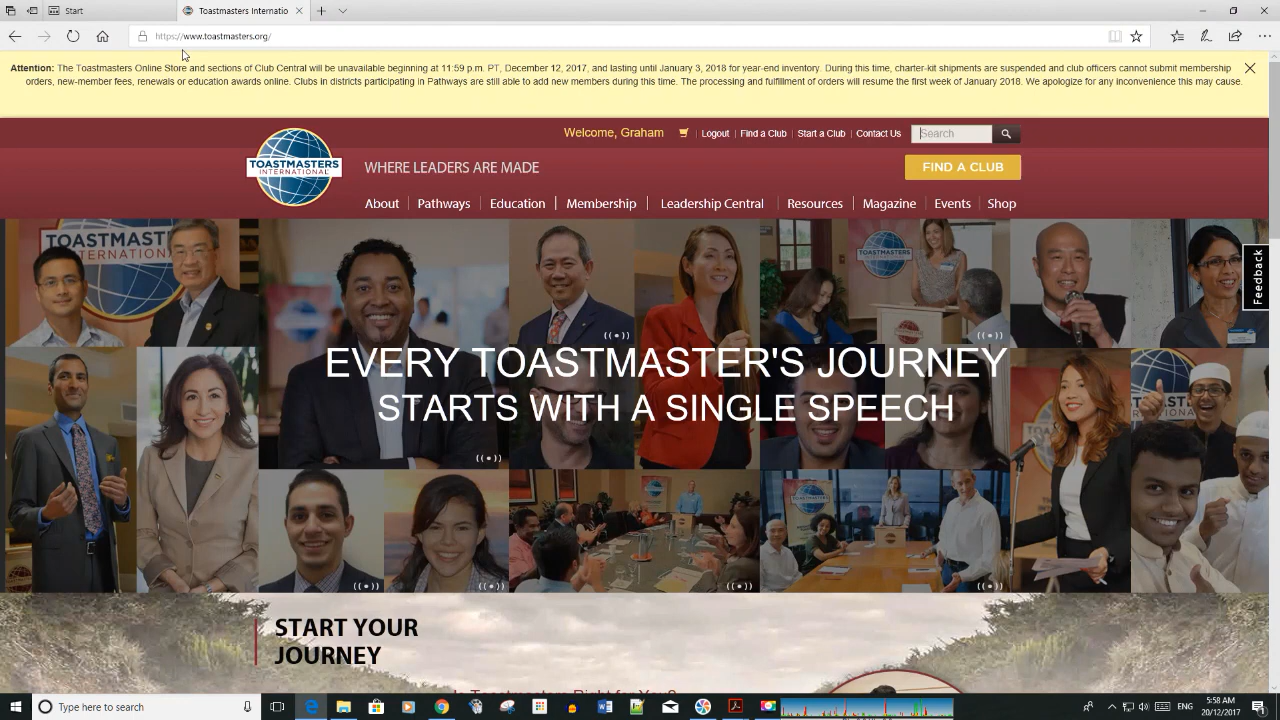 Start
Toastmasters Internatio
https://www.toastmasters.org/
Attention: The Toastmasters Online Store and sections of Club Central will be unavailable beginning at 11:59 p.m. PT, December 12, 2017, and lasting until January 3, 2018 for year-end inventory. During this time, charter-kit shipments are suspended and club officers cannot submit membership
orders, new-member fees, renewals or education awards online. Clubs in districts participating in Pathways are still able to add new members during this time. The processing and fulfillment of orders will resume the first week of January 2018. We apologize for any inconvenience this may cause.
Welcome, Graham
Logout
Find a Club
Start a Club
Contact Us
Search
TOASTMASTERS
INTERNATIONAL
WHERE LEADERS ARE MADE
FIND A CLUB
About
Pathways
Education
Membership
Leadership Central
Resources
Magazine
Events
Shop
Feedback
EVERY TOASTMASTER'S JOURNEY
STARTS WITH A SINGLE SPEECH
START YOUR
JOURNEY
Is Toastmasters Right for You?
Type here to search
ENG
5:58 AM
20/12/2017